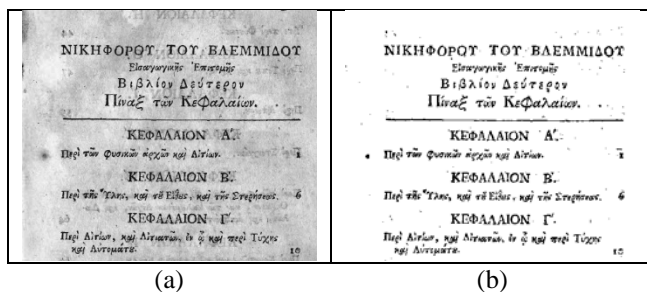 ΝΙΚΗΦΟΡΟΥ ΤΟΥ ΒΛΕΜΜΙΔΟΥ
Εἰσαγωγικῆς Ἐπιτομῆς
Βιβλίον Δεύτερον
Πίναξ τῶν Κεφαλαίων.
ΚΕΦΑΛΑΙΟΝ Α΄.
Περὶ τῶν φυσικῶν ἀρχῶν καὶ Αἰτίων. 1
ΚΕΦΑΛΑΙΟΝ Β΄.
Περὶ τῆς Ὕλης, καὶ τοῦ Εἴδους, καὶ τῆς Στερήσεως. 6
ΚΕΦΑΛΑΙΟΝ Γ΄.
Περὶ Αἰτίων, καὶ Αἰτιατῶν, ἐν ᾧ καὶ περὶ Τύχης
καὶ Αὐτομάτου. 10
(a)
ΝΙΚΗΦΟΡΟΥ ΤΟΥ ΒΛΕΜΜΙΔΟΥ
Εἰσαγωγικῆς Ἐπιτομῆς
Βιβλίον Δεύτερον
Πίναξ τῶν Κεφαλαίων.
ΚΕΦΑΛΑΙΟΝ Α΄.
Περὶ τῶν φυσικῶν ἀρχῶν καὶ Αἰτίων. 1
ΚΕΦΑΛΑΙΟΝ Β΄.
Περὶ τῆς Ὕλης, καὶ τοῦ Εἴδους, καὶ τῆς Στερήσεως. 6
ΚΕΦΑΛΑΙΟΝ Γ΄.
Περὶ Αἰτίων, καὶ Αἰτιατῶν, ἐν ᾧ καὶ περὶ Τύχης
καὶ Αὐτομάτου. 10
(b)